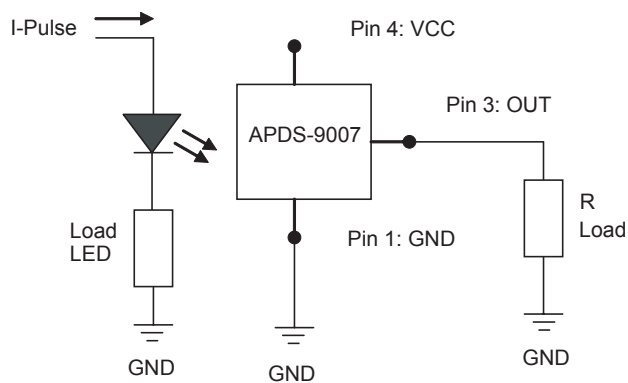 I-Pulse
Pin 4: VCC
Pin 3: OUT
APDS-9007
Load
LED
Pin 1: GND
R
Load
GND
GND
GND